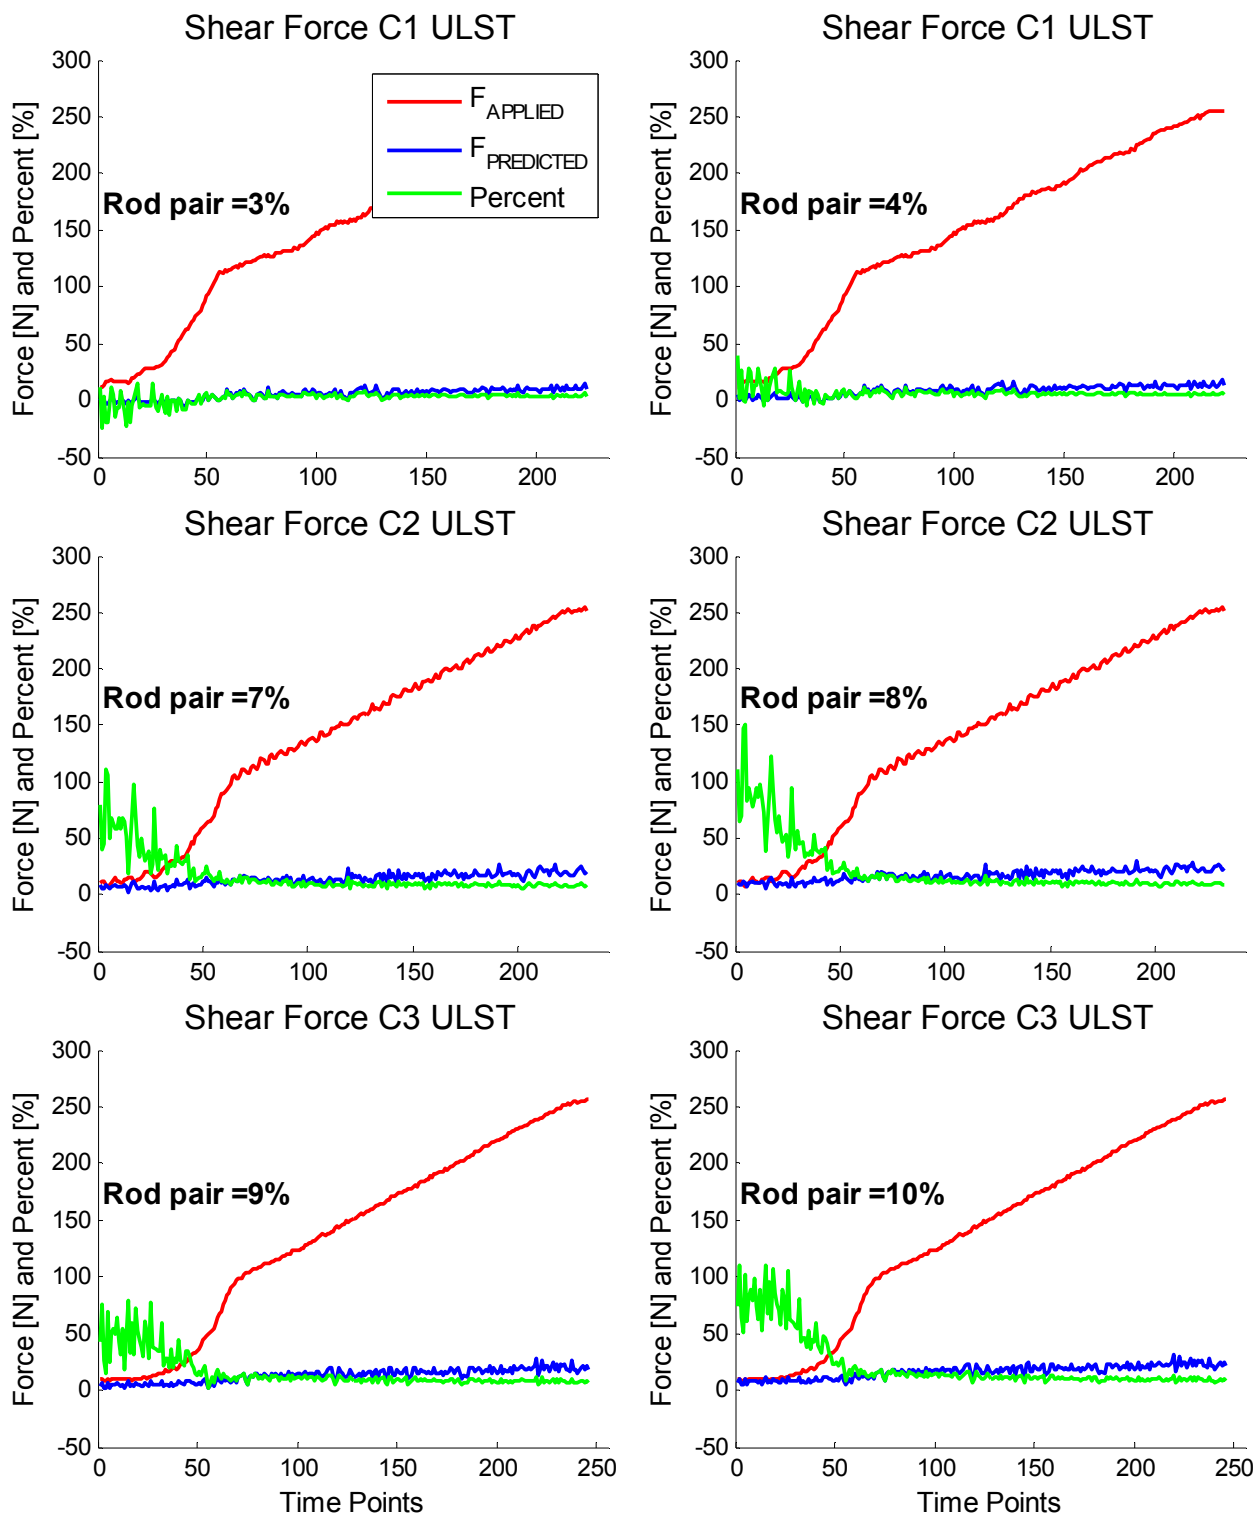 Shear Force C1 ULST
Force [N] and Percent [%]
300
250
200
150
100
50
0
-50
F APPLIED
F PREDICTED
Percent
Rod pair =3%
0 50 100 150 200
Shear Force C1 ULST
Force [N] and Percent [%]
300
250
200
150
100
50
0
-50
Rod pair =4%
0 50 100 150 200
Shear Force C2 ULST
Force [N] and Percent [%]
300
250
200
150
100
50
0
-50
Rod pair =7%
0 50 100 150 200
Shear Force C2 ULST
Force [N] and Percent [%]
300
250
200
150
100
50
0
-50
Rod pair =8%
0 50 100 150 200
Shear Force C3 ULST
Force [N] and Percent [%]
300
250
200
150
100
50
0
-50
Rod pair =9%
0 50 100 150 200 250
Time Points
Shear Force C3 ULST
Force [N] and Percent [%]
300
250
200
150
100
50
0
-50
Rod pair =10%
0 50 100 150 200 250
Time Points